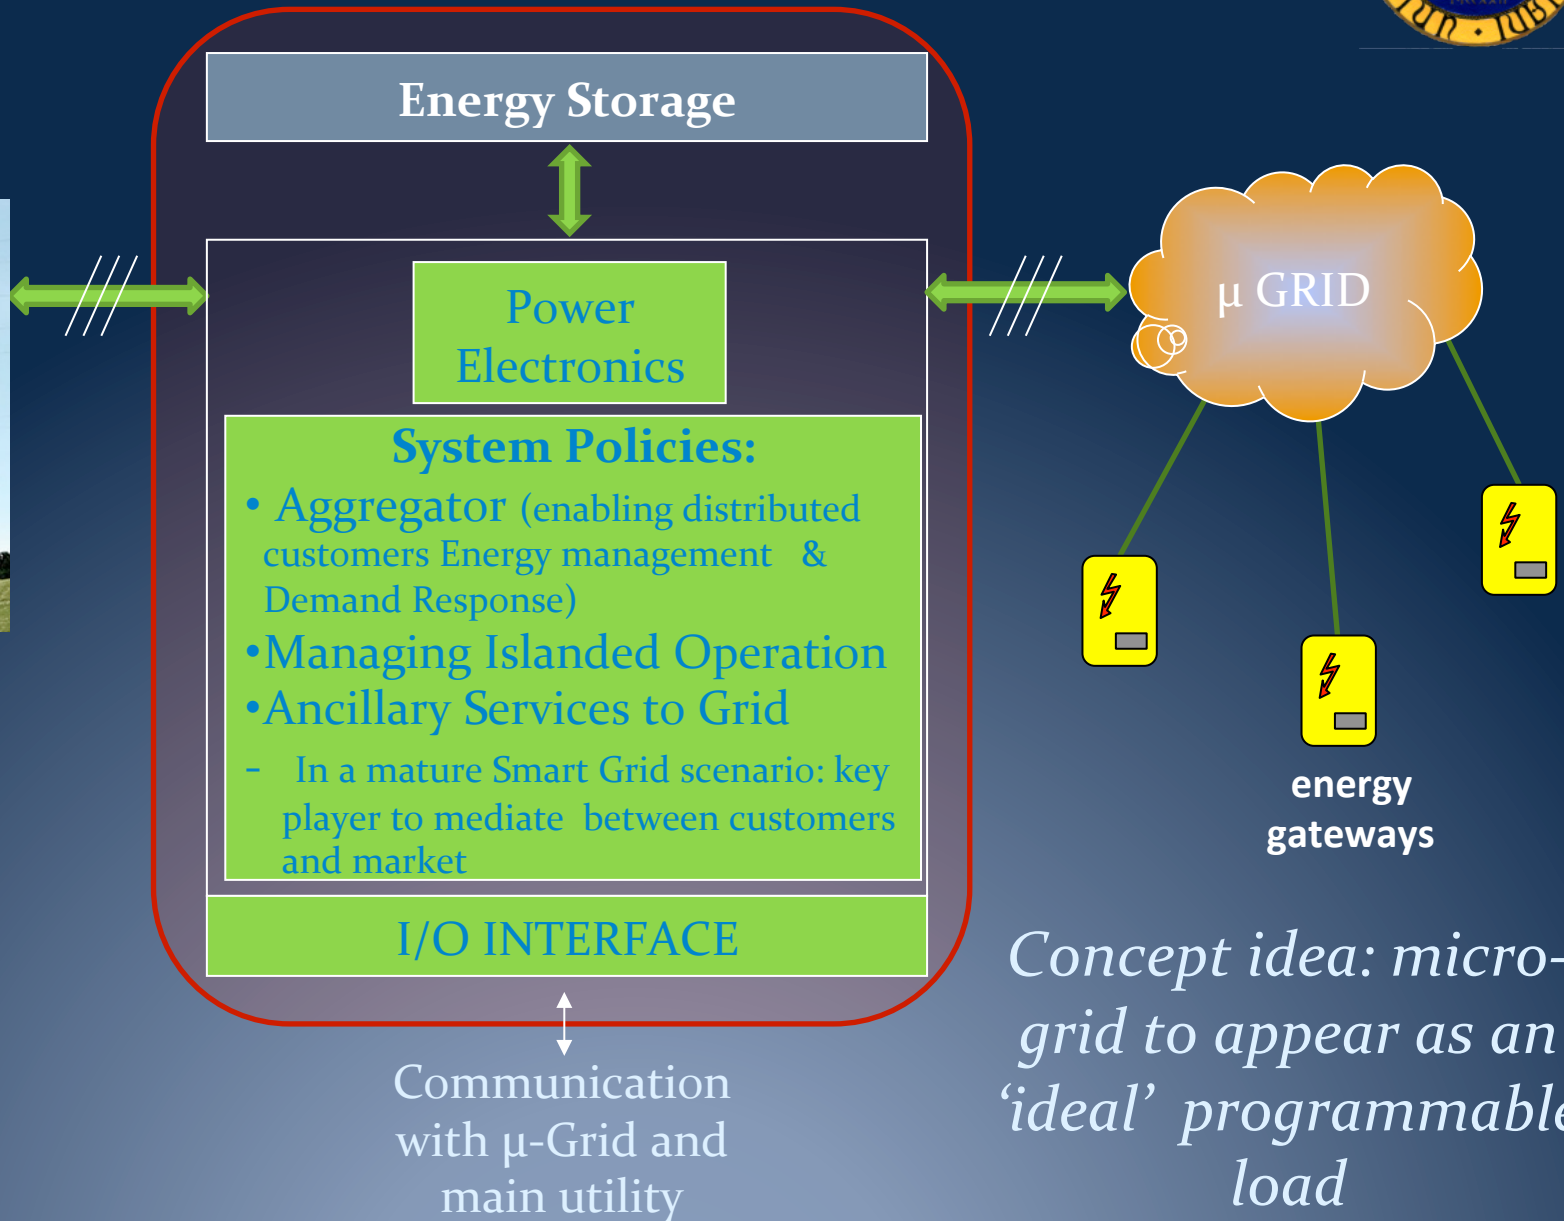 Energy Storage
Power
Electronics
μ GRID
System Policies:
• Aggregator (enabling distributed
customers Energy management &
Demand Response)
•Managing Islanded Operation
•Ancillary Services to Grid
- In a mature Smart Grid scenario: key
player to mediate between customers
and market
I/O INTERFACE
Communication
with μ-Grid and
main utility
energy
gateways
Concept idea: micro-
grid to appear as an
‘ideal’ programmable
load